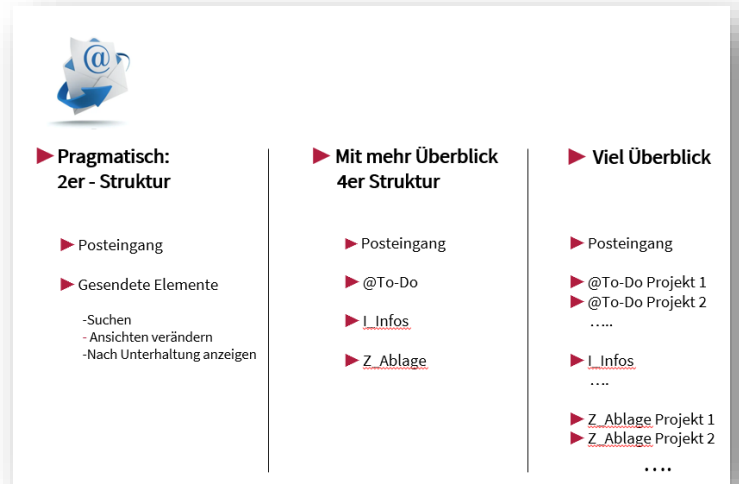 @
Pragmatisch:
2er - Struktur
Posteingang
Gesendete Elemente
-Suchen
- Ansichten verändern
-Nach Unterhaltung anzeigen
Mit mehr Überblick
4er Struktur
Posteingang
@To-Do
I_Infos
Z_Ablage
Viel Überblick
Posteingang
@To-Do Projekt 1
@To-Do Projekt 2
…..
I_Infos
….
Z_Ablage Projekt 1
Z_Ablage Projekt 2
….